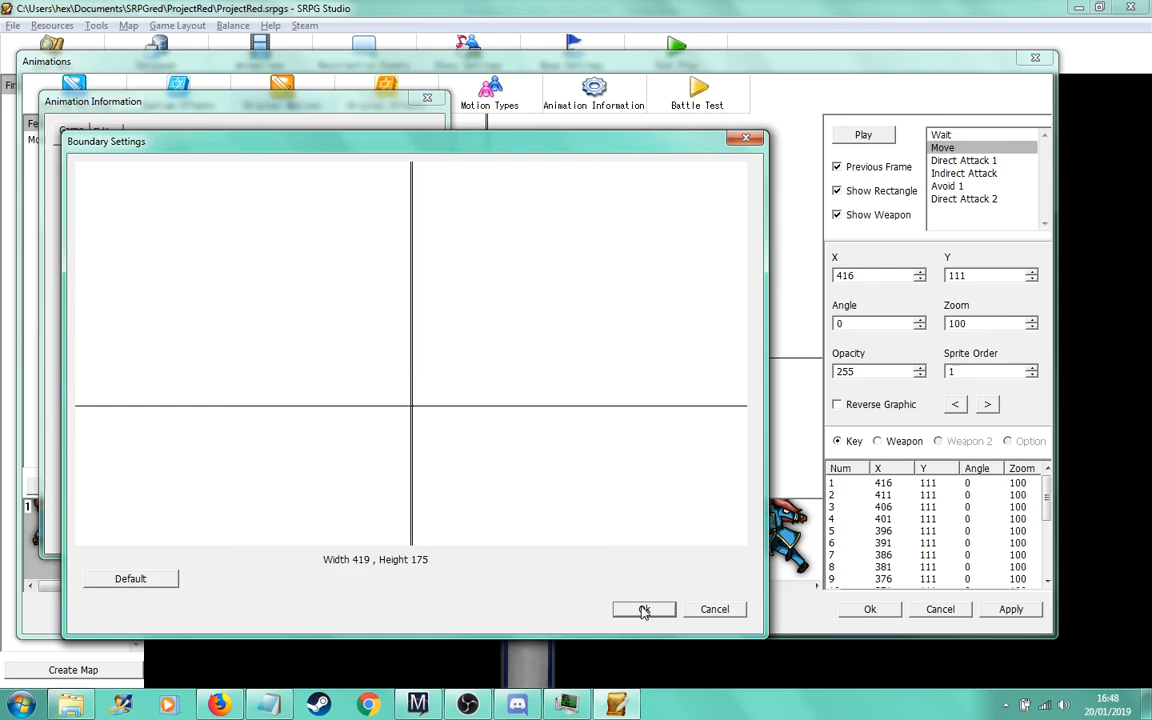 C:\Users\hex\Documents\SRPGred\ProjectRed\ProjectRed.srpgs - SRPG Studio
File Resources Tools Map Game Layout Balance Help Steam
Animations
Motion Types
Animation Information
Battle Test
Animation Information
Boundary Settings
Width 419 , Height 175
Default
Ok
Cancel
Play
Previous Frame
Show Rectangle
Show Weapon
Wait
Move
Direct Attack 1
Indirect Attack
Avoid 1
Direct Attack 2
X
Y
416
111
Angle
Zoom
0
100
Opacity
Sprite Order
255
1
Reverse Graphic
<
>
Key
Weapon
Weapon 2
Option
Num X Y Angle Zoom
1 416 111 0 100
2 411 111 0 100
3 406 111 0 100
4 401 111 0 100
5 396 111 0 100
6 391 111 0 100
7 386 111 0 100
8 381 111 0 100
9 376 111 0 100
Ok
Cancel
Apply
1
Create Map
16:48
20/01/2019